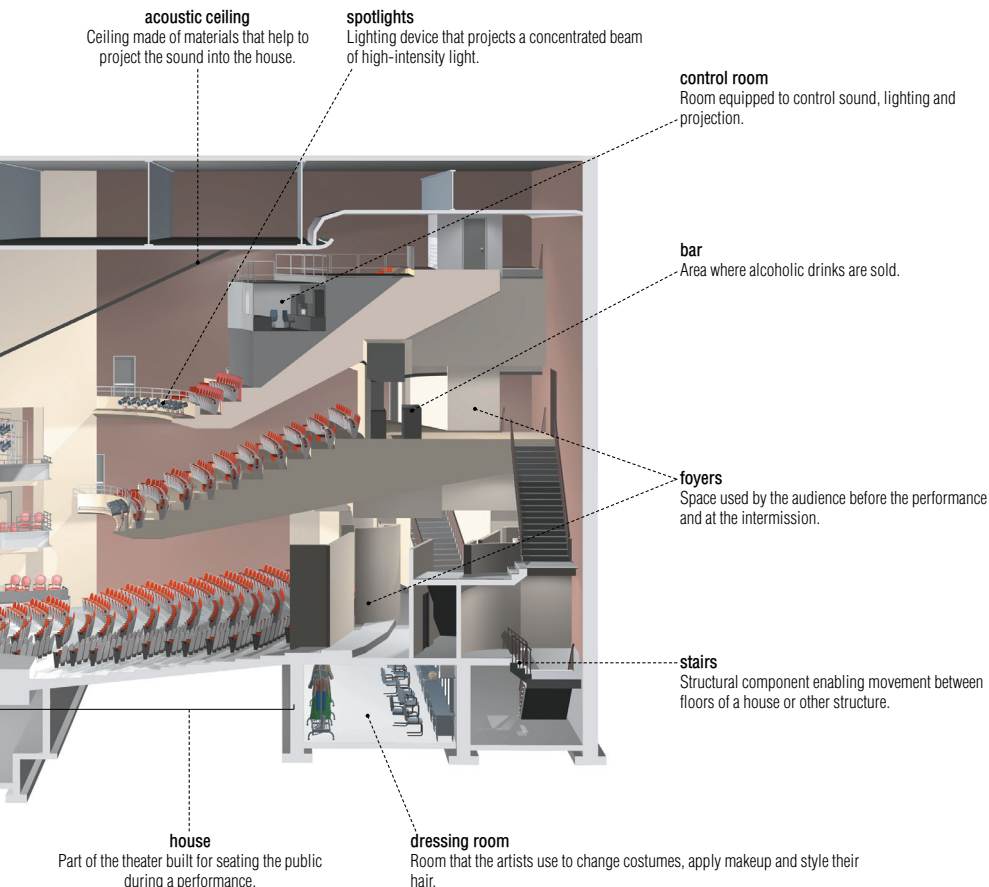 acoustic ceiling
Ceiling made of materials that help to
project the sound into the house.
spotlights
Lighting device that projects a concentrated beam
of high-intensity light.
control room
Room equipped to control sound, lighting and
projection.
bar
Area where alcoholic drinks are sold.
foyers
Space used by the audience before the performance
and at the intermission.
stairs
Structural component enabling movement between
floors of a house or other structure.
house
Part of the theater built for seating the public
during a performance.
dressing room
Room that the artists use to change costumes, apply makeup and style their
hair.